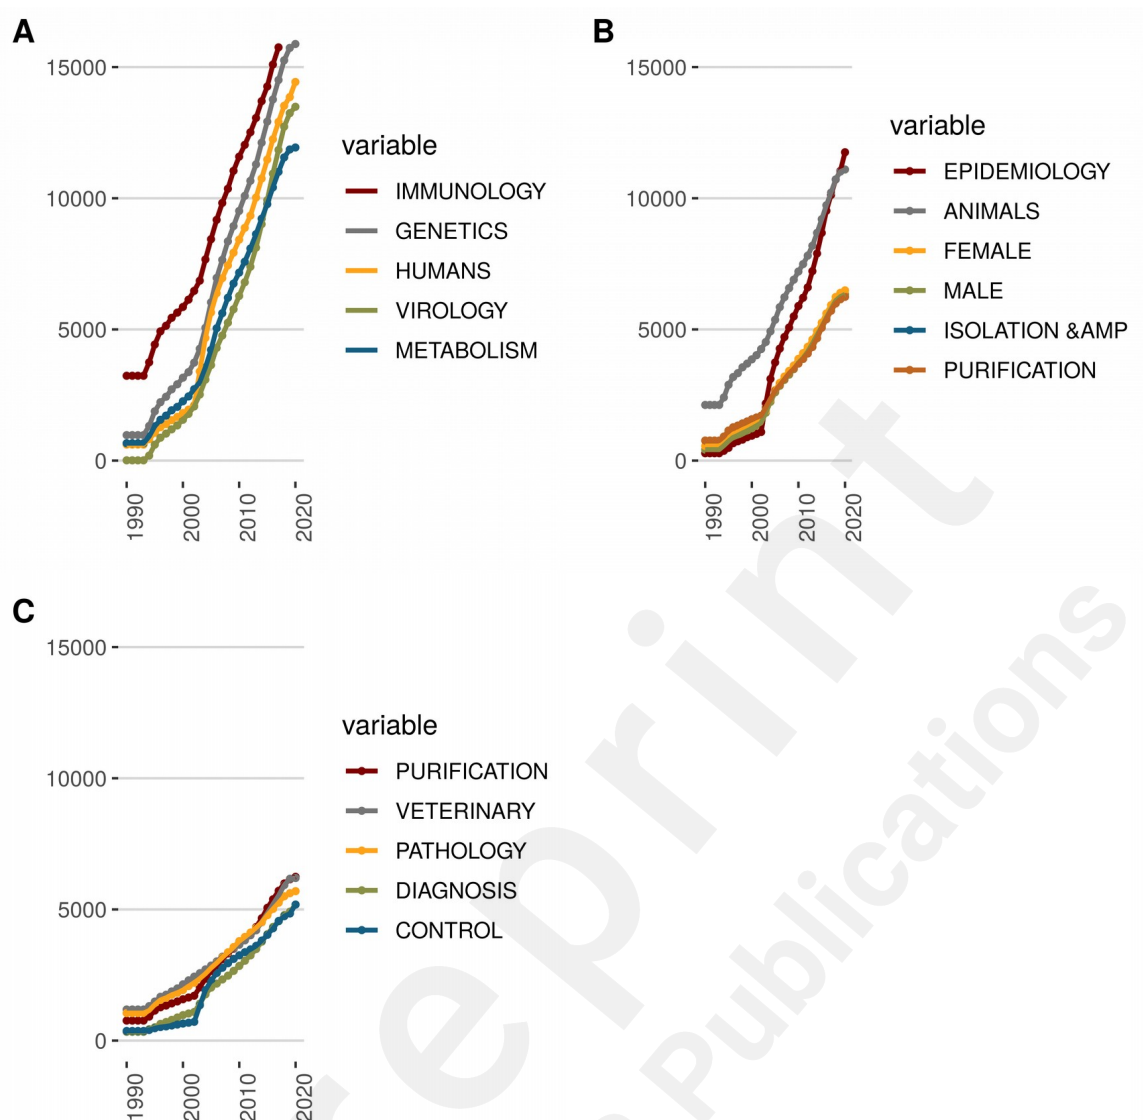 A
15000
10000
5000
0
1990
2000
2010
2020
variable
IMMUNOLOGY
GENETICS
HUMANS
VIROLOGY
METABOLISM
B
15000
10000
5000
0
1990
2000
2010
2020
variable
EPIDEMIOLOGY
ANIMALS
FEMALE
MALE
ISOLATION &AMP
PURIFICATION
C
15000
10000
5000
0
1990
2000
2010
2020
variable
PURIFICATION
VETERINARY
PATHOLOGY
DIAGNOSIS
CONTROL
eprint
Publications